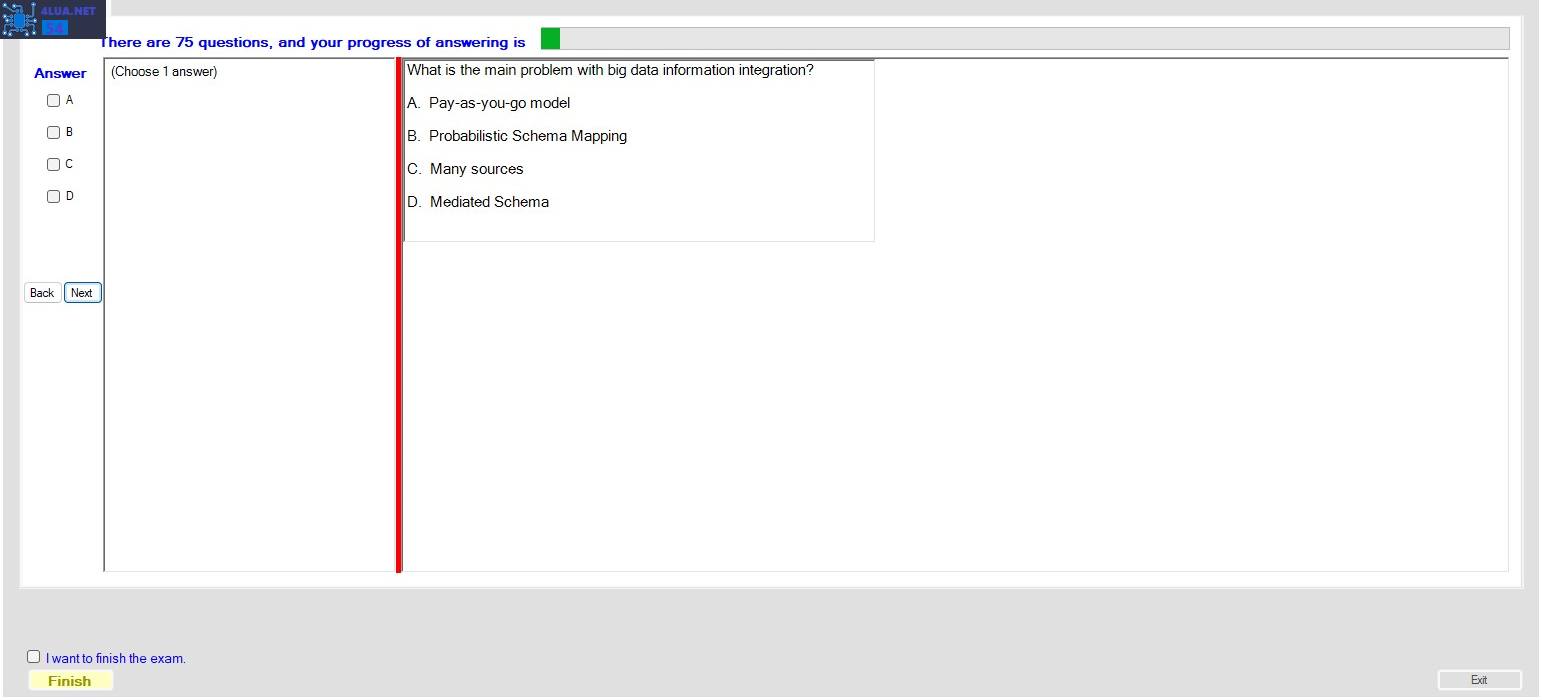 4LUA.NET
54
There are 75 questions, and your progress of answering is
Answer
(Choose 1 answer)
A
B
C
D
Back
Next
What is the main problem with big data information integration?
A. Pay-as-you-go model
B. Probabilistic Schema Mapping
C. Many sources
D. Mediated Schema
I want to finish the exam.
Finish
Exit